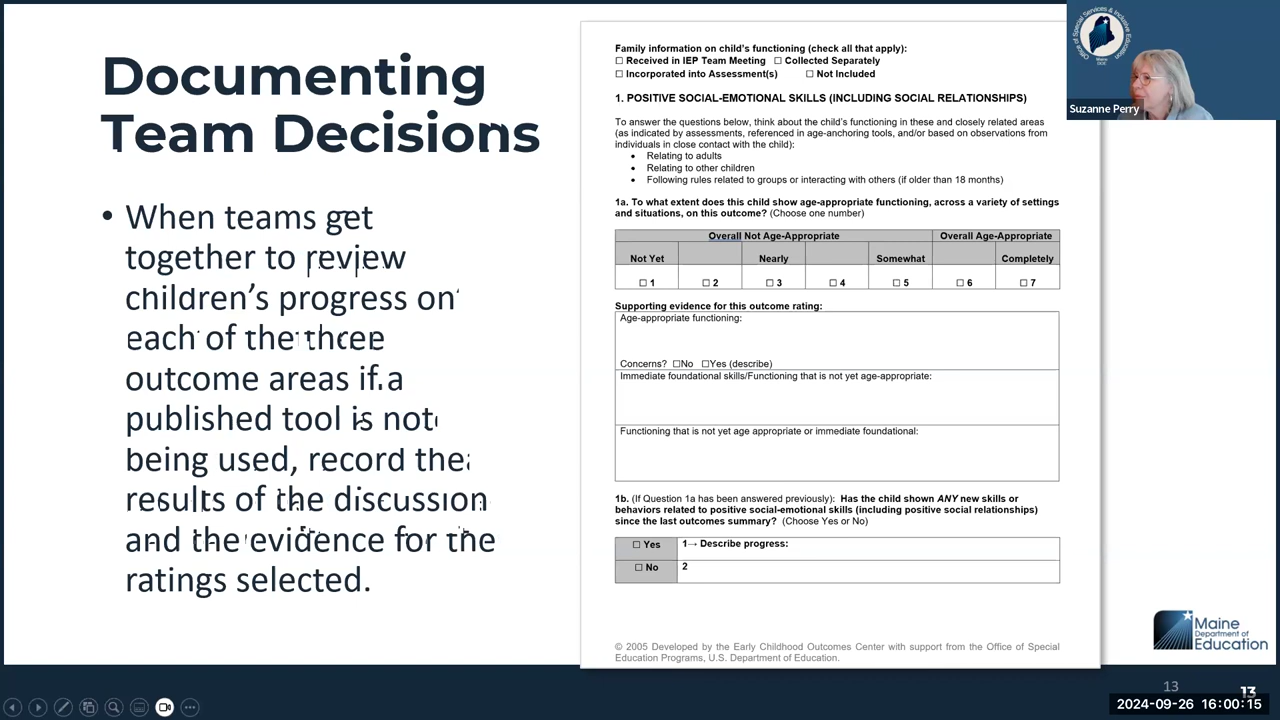 Documenting
Team Decisions
• When teams get
together to review
children's progress on
each of the three
outcome areas if a
published tool is not
being used, record the
results of the discussion
and the evidence for the
ratings selected.
Family information on child's functioning (check all that apply):
☐ Received in IEP Team Meeting ☐ Collected Separately
☐ Incorporated into Assessment(s) ☐ Not Included
1. POSITIVE SOCIAL-EMOTIONAL SKILLS (INCLUDING SOCIAL RELATIONSHIPS)
To answer the questions below, think about the child's functioning in these and closely related areas
(as indicated by assessments, referenced in age-anchoring tools, and/or based on observations from
individuals in close contact with the child):
• Relating to adults
• Relating to other children
• Following rules related to groups or interacting with others (if older than 18 months)
1a. To what extent does this child show age-appropriate functioning, across a variety of settings
and situations, on this outcome? (Choose one number)
Overall Not Age-Appropriate Overall Age-Appropriate
Not Yet Nearly Somewhat Completely
☐ 1 ☐ 2 ☐ 3 ☐ 4 ☐ 5 ☐ 6 ☐ 7
Supporting evidence for this outcome rating:
Age-appropriate functioning:
Concerns? ☐No ☐Yes (describe)
Immediate foundational skills/Functioning that is not yet age-appropriate:
Functioning that is not yet age appropriate or immediate foundational:
1b. (If Question 1a has been answered previously): Has the child shown ANY new skills or
behaviors related to positive social-emotional skills (including positive social relationships)
since the last outcomes summary? (Choose Yes or No)
☐ Yes 1→ Describe progress:
☐ No 2
© 2005 Developed by the Early Childhood Outcomes Center with support from the Office of Special
Education Programs, U.S. Department of Education.
Office of Special Services & Inclusive Education
Maine
DOE
Suzanne Perry
Maine
Department of
Education
13
13
2024-09-26 16:00:15